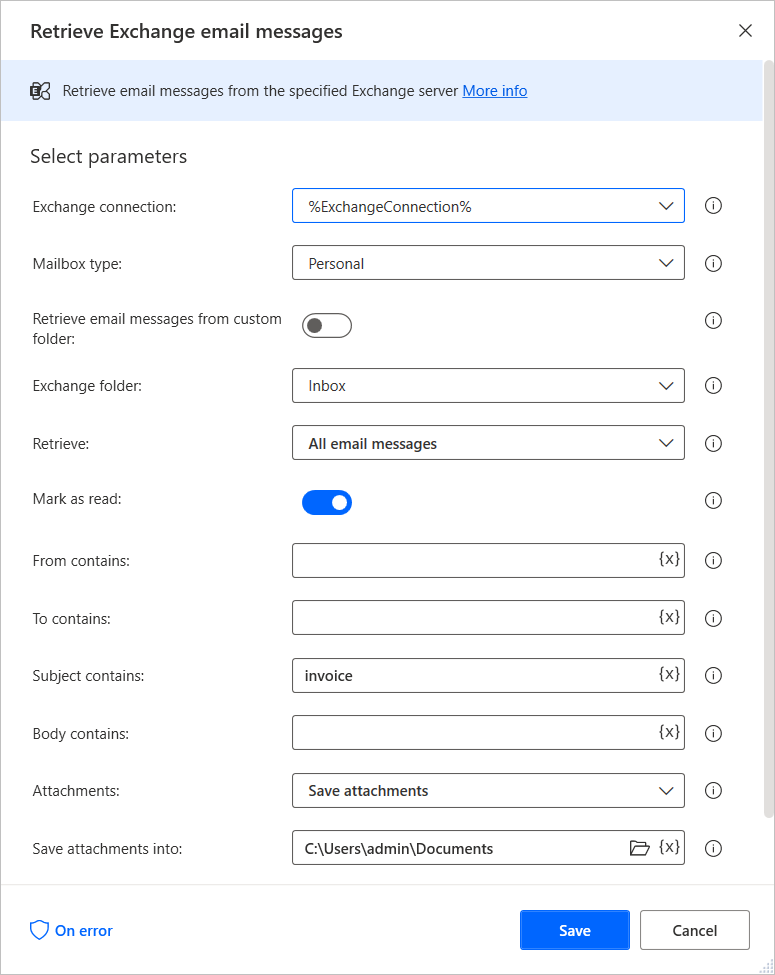 Retrieve Exchange email messages
Retrieve email messages from the specified Exchange server More info
Select parameters
Exchange connection: %ExchangeConnection%
Mailbox type: Personal
Retrieve email messages from custom
folder:
Exchange folder: Inbox
Retrieve: All email messages
Mark as read:
From contains: {x}
To contains: {x}
Subject contains: invoice {x}
Body contains: {x}
Attachments: Save attachments
Save attachments into: C:\Users\admin\Documents {x}
On error Save Cancel